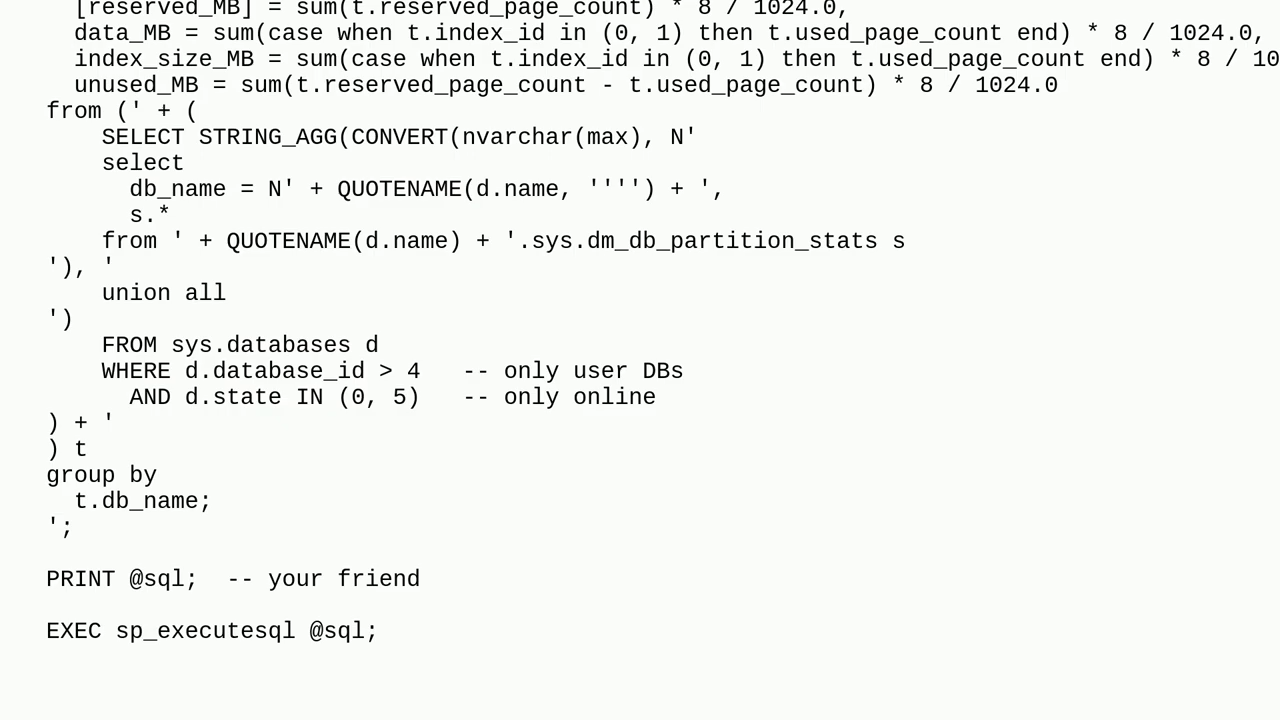 [reserved_MB] = sum(t.reserved_page_count) * 8 / 1024.0,
data_MB = sum(case when t.index_id in (0, 1) then t.used_page_count end) * 8 / 1024.0,
index_size_MB = sum(case when t.index_id in (0, 1) then t.used_page_count end) * 8 / 10
unused_MB = sum(t.reserved_page_count - t.used_page_count) * 8 / 1024.0
from (' + (
SELECT STRING_AGG(CONVERT(nvarchar(max), N'
select
db_name = N' + QUOTENAME(d.name, '''') + ',
s.*
from ' + QUOTENAME(d.name) + '.sys.dm_db_partition_stats s
'), '
union all
')
FROM sys.databases d
WHERE d.database_id > 4 -- only user DBs
AND d.state IN (0, 5) -- only online
) + '
) t
group by
t.db_name;
';
PRINT @sql; -- your friend
EXEC sp_executesql @sql;